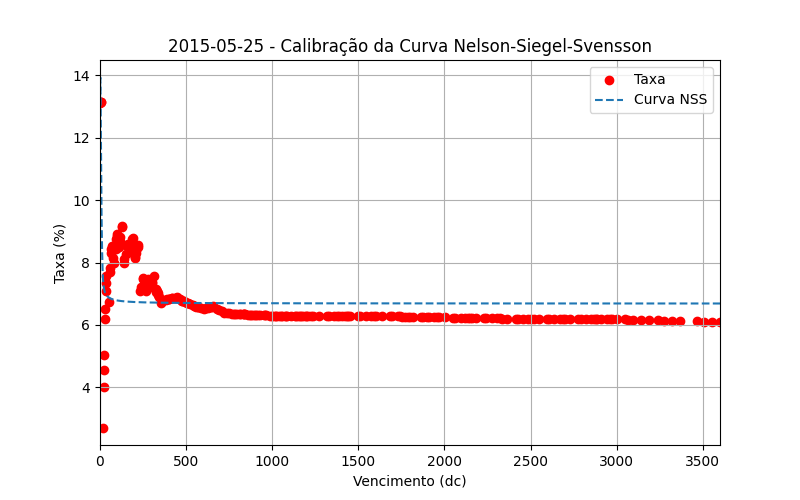 2015-05-25 - Calibração da Curva Nelson-Siegel-Svensson
Taxa
Curva NSS
Taxa (%)
14
12
10
8
6
4
0 500 1000 1500 2000 2500 3000 3500
Vencimento (dc)